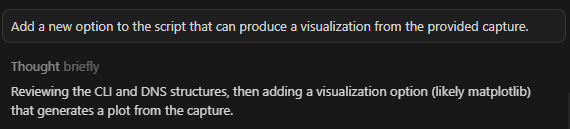 Add a new option to the script that can produce a visualization from the provided capture.
Thought briefly
Reviewing the CLI and DNS structures, then adding a visualization option (likely matplotlib)
that generates a plot from the capture.